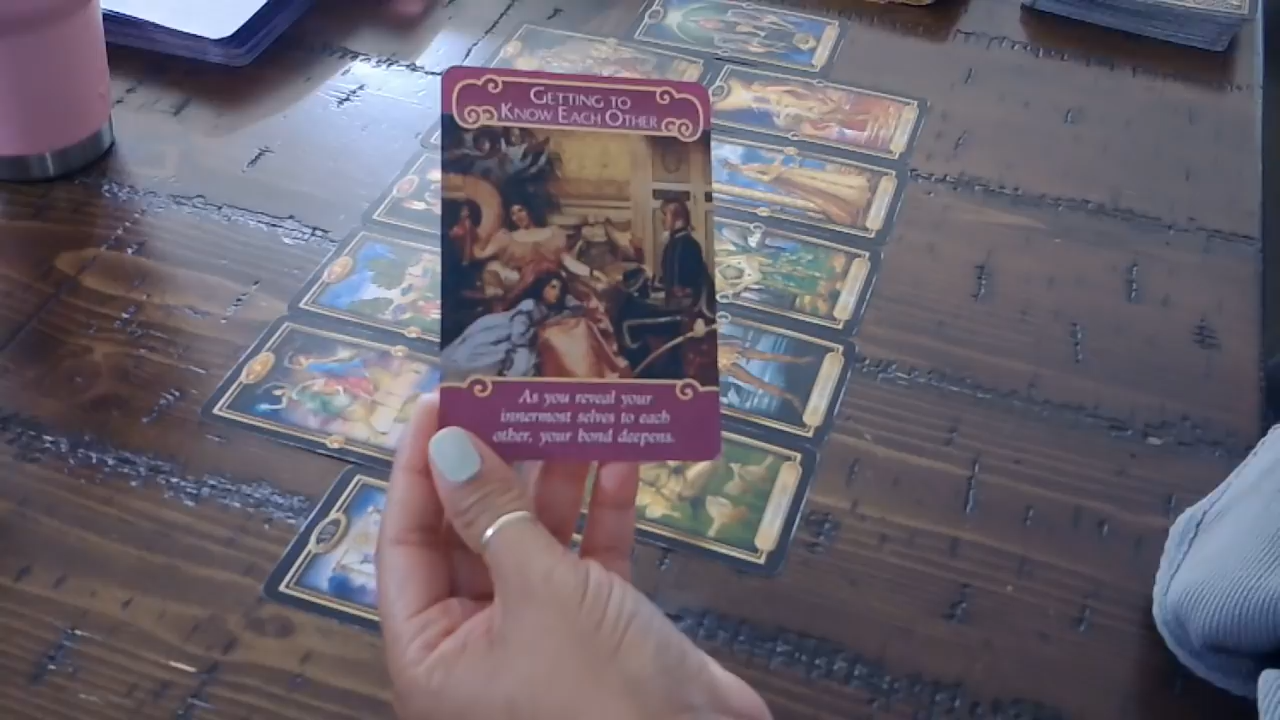 GETTING TO
KNOW EACH OTHER
As you reveal your
innermost selves to each
other, your bond deepens.